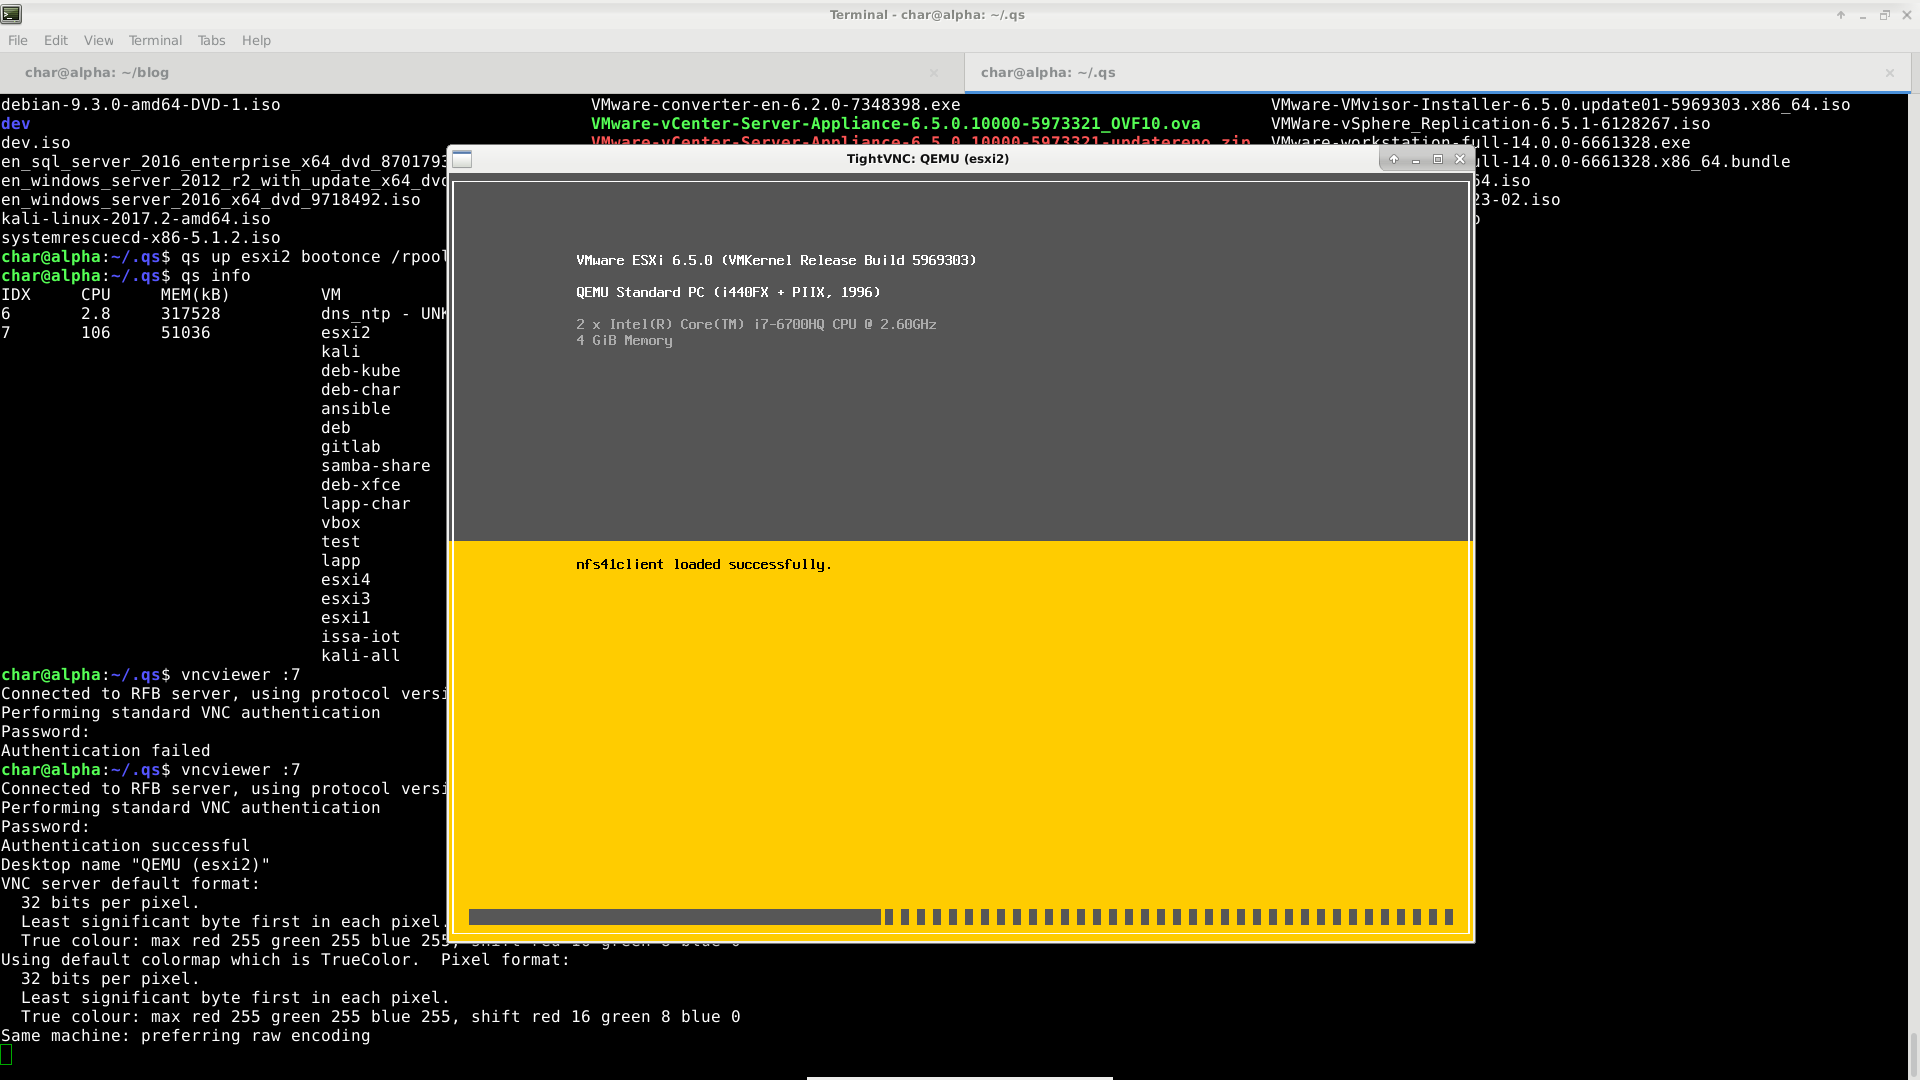 Terminal - char@alpha: ~/.qs
File Edit View Terminal Tabs Help
char@alpha: ~/blog
char@alpha: ~/.qs
debian-9.3.0-amd64-DVD-1.iso VMware-converter-en-6.2.0-7348398.exe VMware-VMvisor-Installer-6.5.0.update01-5969303.x86_64.iso
dev VMware-vCenter-Server-Appliance-6.5.0.10000-5973321_OVF10.ova VMWare-vSphere_Replication-6.5.1-6128267.iso
dev.iso VMware-vCenter-Server-Appliance-6.5.0.10000-5973321-updaterepo.zip VMware-workstation-full-14.0.0-6661328.exe
en_sql_server_2016_enterprise_x64_dvd_8701793 ull-14.0.0-6661328.x86_64.bundle
en_windows_server_2012_r2_with_update_x64_dvd 64.iso
en_windows_server_2016_x64_dvd_9718492.iso 23-02.iso
kali-linux-2017.2-amd64.iso
systemrescuecd-x86-5.1.2.iso
char@alpha:~/.qs$ qs up esxi2 bootonce /rpool
char@alpha:~/.qs$ qs info
IDX CPU MEM(kB) VM
6 2.8 317528 dns_ntp - UNK
7 106 51036 esxi2
kali
deb-kube
deb-char
ansible
deb
gitlab
samba-share
deb-xfce
lapp-char
vbox
test
lapp
esxi4
esxi3
esxi1
issa-iot
kali-all
char@alpha:~/.qs$ vncviewer :7
Connected to RFB server, using protocol versi
Performing standard VNC authentication
Password:
Authentication failed
char@alpha:~/.qs$ vncviewer :7
Connected to RFB server, using protocol versi
Performing standard VNC authentication
Password:
Authentication successful
Desktop name "QEMU (esxi2)"
VNC server default format:
32 bits per pixel.
Least significant byte first in each pixel.
True colour: max red 255 green 255 blue 255, shift red 16 green 8 blue 0
Using default colormap which is TrueColor. Pixel format:
32 bits per pixel.
Least significant byte first in each pixel.
True colour: max red 255 green 255 blue 255, shift red 16 green 8 blue 0
Same machine: preferring raw encoding
TightVNC: QEMU (esxi2)
VMware ESXi 6.5.0 (VMKernel Release Build 5969303)
QEMU Standard PC (i440FX + PIIX, 1996)
2 x Intel(R) Core(TM) i7-6700HQ CPU @ 2.60GHz
4 GiB Memory
nfs41client loaded successfully.